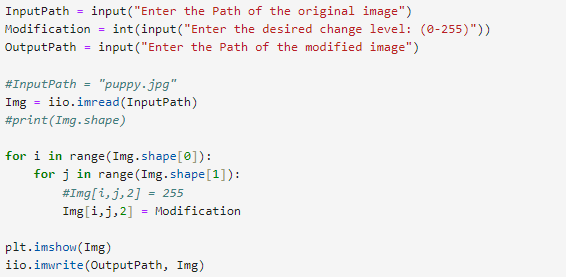 InputPath = input("Enter the Path of the original image")
Modification = int(input("Enter the desired change level: (0-255)"))
OutputPath = input("Enter the Path of the modified image")
#InputPath = "puppy.jpg"
Img = iio.imread(InputPath)
#print(Img.shape)
for i in range(Img.shape[0]):
    for j in range(Img.shape[1]):
        #Img[i,j,2] = 255
        Img[i,j,2] = Modification
plt.imshow(Img)
iio.imwrite(OutputPath, Img)